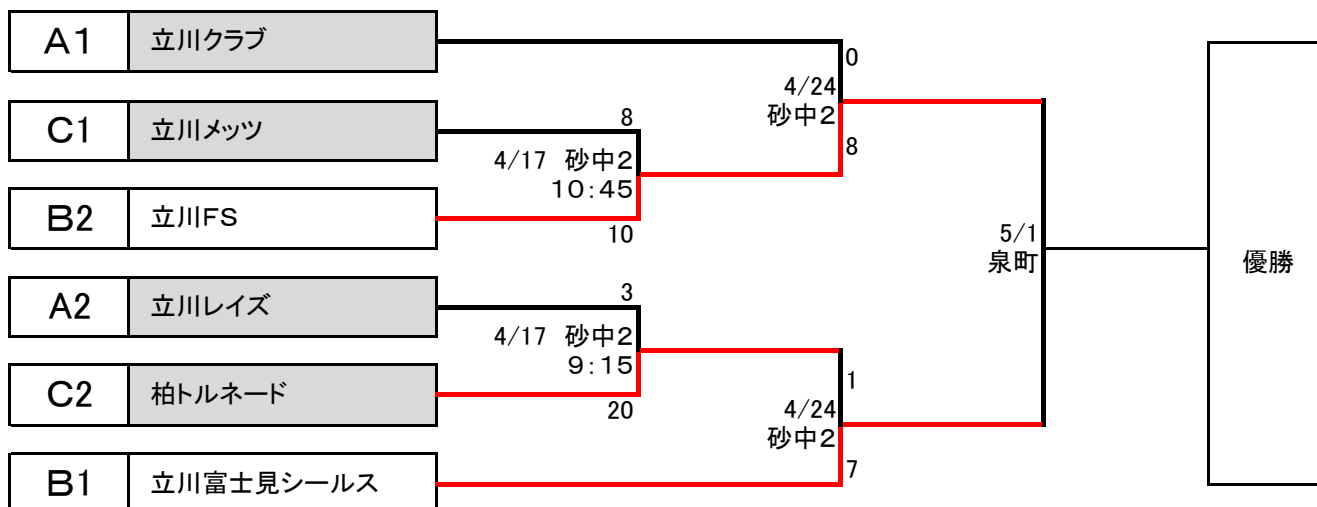 A1 立川クラブ
0
4/24
砂中2
8
C1 立川メッツ
8
4/17 砂中2
10:45
B2 立川FS
10
5/1
泉町
優勝
A2 立川レイズ
3
4/17 砂中2
9:15
C2 柏トルネード
20
1
4/24
砂中2
7
B1 立川富士見シールス